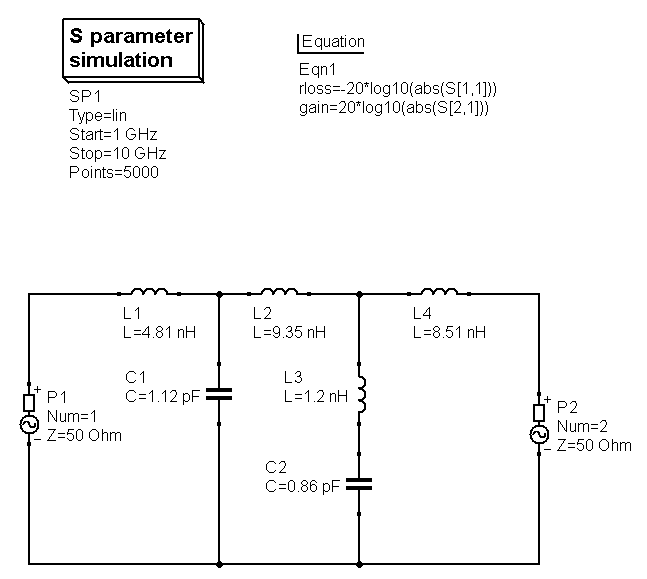 S parameter
simulation
SP1
Type=lin
Start=1 GHz
Stop=10 GHz
Points=5000
Equation
Eqn1
rloss=-20*log10(abs(S[1,1]))
gain=20*log10(abs(S[2,1]))
L1
L=4.81 nH
L2
L=9.35 nH
L4
L=8.51 nH
C1
C=1.12 pF
L3
L=1.2 nH
+
P1
Num=1
Z=50 Ohm
–
+
P2
Num=2
Z=50 Ohm
–
C2
C=0.86 pF